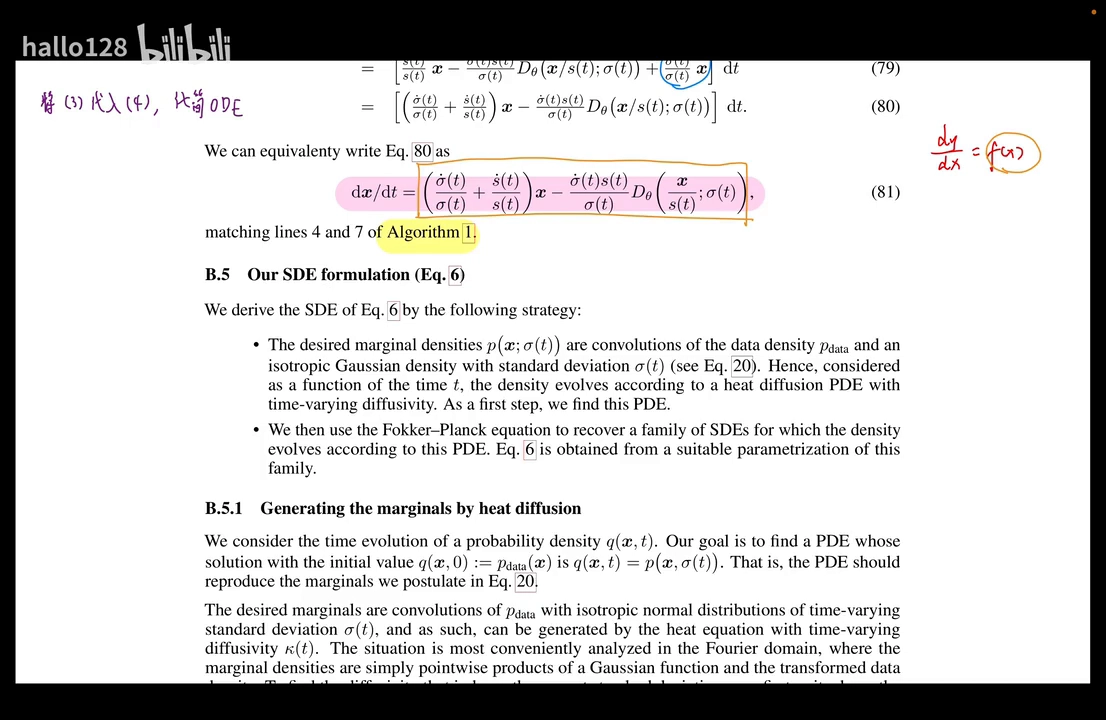 hallo128 bilibili
= [ṡ(t)/s(t) x − σ̇(t)s(t)/σ(t) Dθ(x/s(t); σ(t)) + σ̇(t)/σ(t) x] dt (79)
将(3)代入(4),
ODE
= [(σ̇(t)/σ(t) + ṡ(t)/s(t)) x − σ̇(t)s(t)/σ(t) Dθ(x/s(t); σ(t))] dt. (80)
We can equivalenty write Eq. 80 as
dy/dx = f(x)
dx/dt = (σ̇(t)/σ(t) + ṡ(t)/s(t)) x − σ̇(t)s(t)/σ(t) Dθ(x/s(t); σ(t)), (81)
matching lines 4 and 7 of Algorithm 1.
B.5 Our SDE formulation (Eq. 6)
We derive the SDE of Eq. 6 by the following strategy:
• The desired marginal densities p(x; σ(t)) are convolutions of the data density pdata and an
isotropic Gaussian density with standard deviation σ(t) (see Eq. 20). Hence, considered
as a function of the time t, the density evolves according to a heat diffusion PDE with
time-varying diffusivity. As a first step, we find this PDE.
• We then use the Fokker–Planck equation to recover a family of SDEs for which the density
evolves according to this PDE. Eq. 6 is obtained from a suitable parametrization of this
family.
B.5.1 Generating the marginals by heat diffusion
We consider the time evolution of a probability density q(x, t). Our goal is to find a PDE whose
solution with the initial value q(x, 0) := pdata(x) is q(x, t) = p(x, σ(t)). That is, the PDE should
reproduce the marginals we postulate in Eq. 20.
The desired marginals are convolutions of pdata with isotropic normal distributions of time-varying
standard deviation σ(t), and as such, can be generated by the heat equation with time-varying
diffusivity κ(t). The situation is most conveniently analyzed in the Fourier domain, where the
marginal densities are simply pointwise products of a Gaussian function and the transformed data